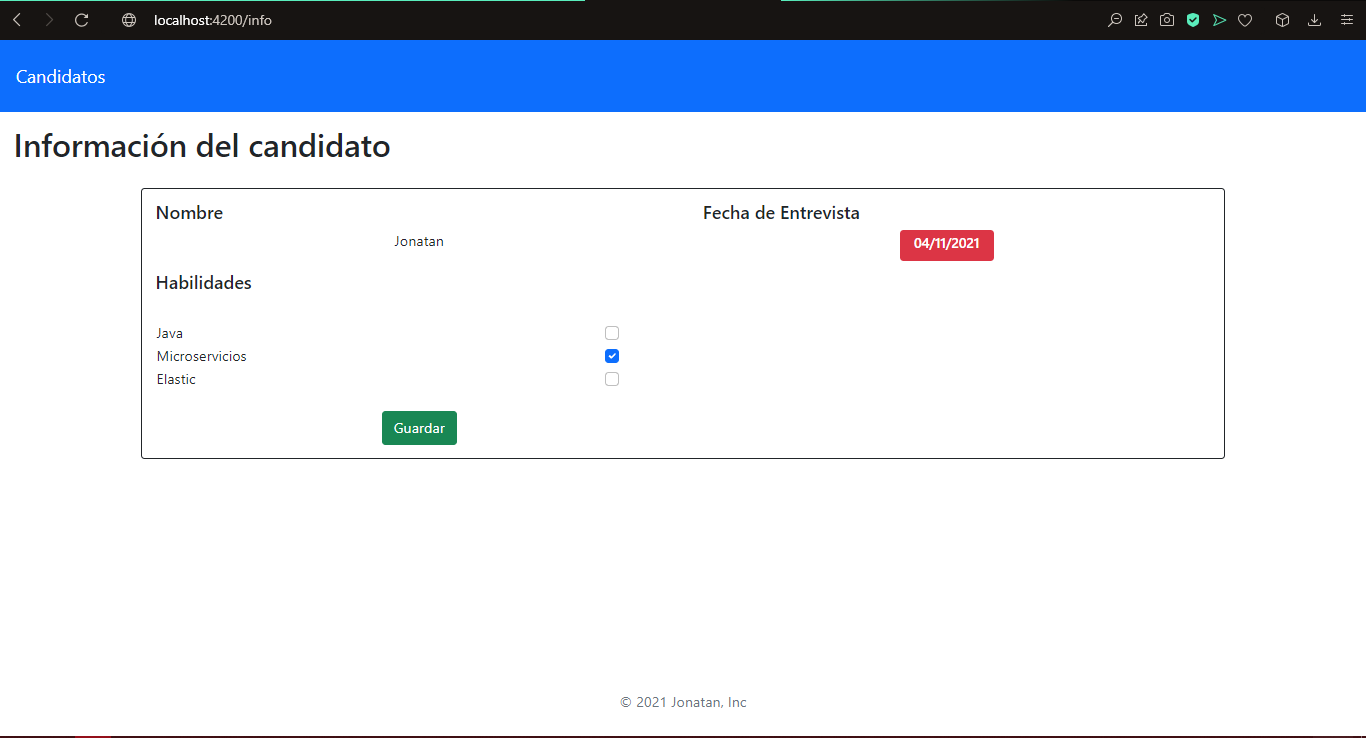 localhost:4200/info
Candidatos
Información del candidato
Nombre
Fecha de Entrevista
Jonatan
04/11/2021
Habilidades
Java
Microservicios
Elastic
Guardar
© 2021 Jonatan, Inc